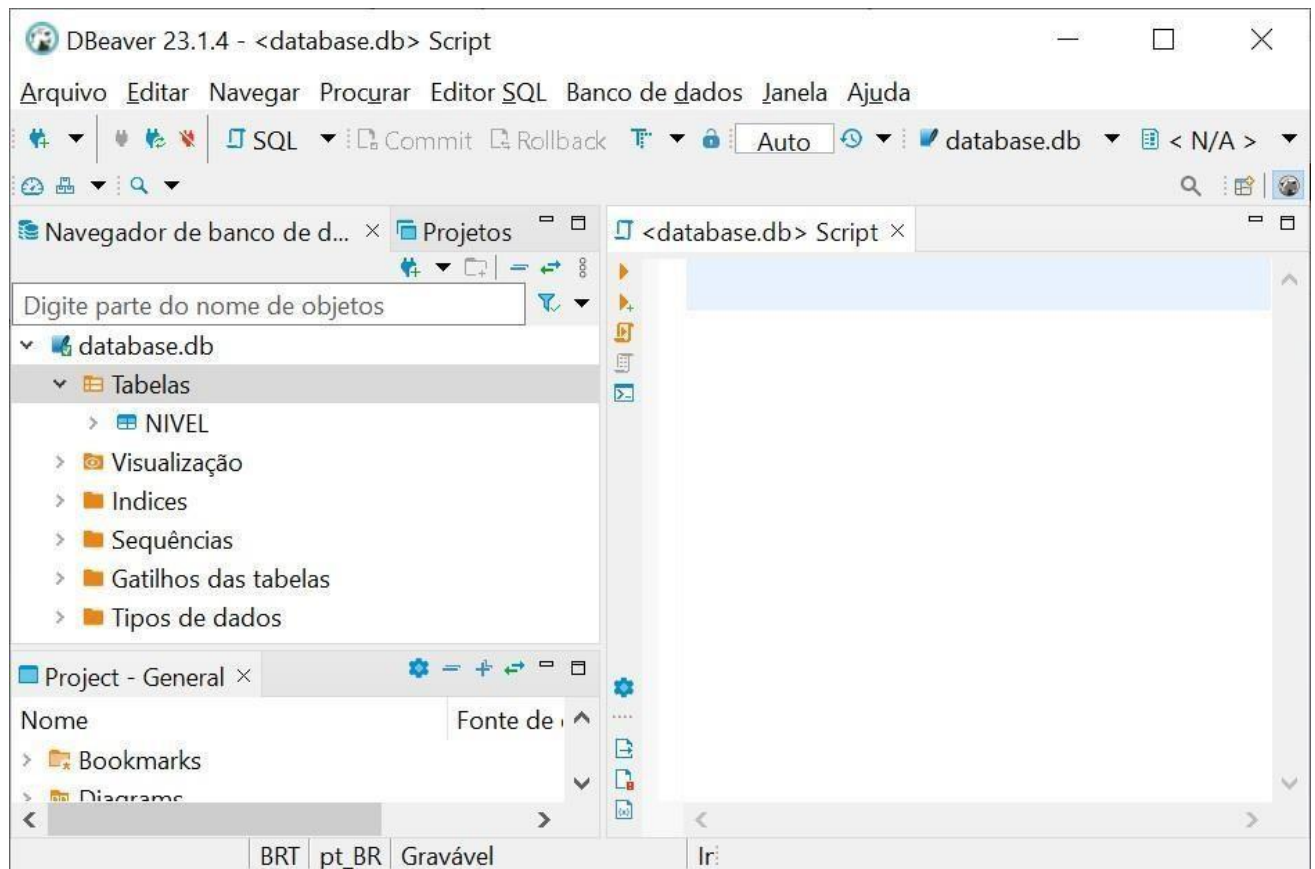 DBeaver 23.1.4 - <database.db> Script
Arquivo Editar Navegar Procurar Editor SQL Banco de dados Janela Ajuda
SQL Commit Rollback Auto database.db < N/A >
Navegador de banco de d... Projetos
<database.db> Script
Digite parte do nome de objetos
database.db
Tabelas
NIVEL
Visualização
Indices
Sequências
Gatilhos das tabelas
Tipos de dados
Project - General
Nome Fonte de
Bookmarks
Diagrams
BRT pt_BR Gravável Ir